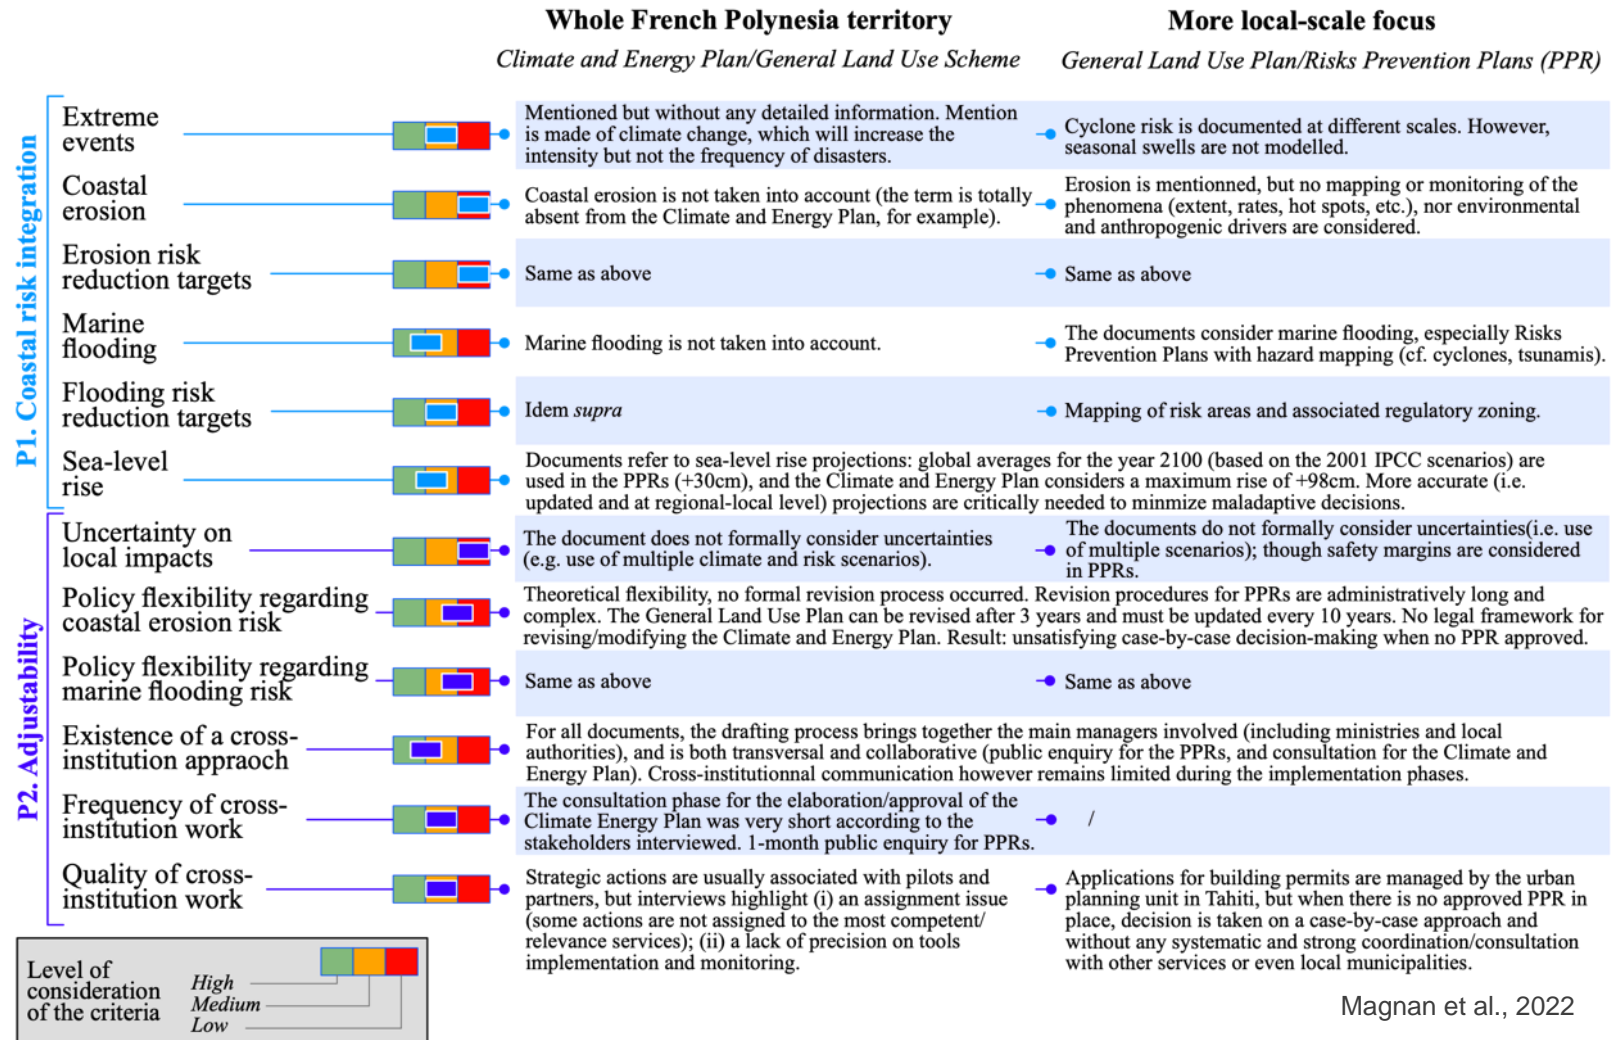 Whole French Polynesia territory
More local-scale focus
Climate and Energy Plan/General Land Use Scheme
General Land Use Plan/Risks Prevention Plans (PPR)
P1. Coastal risk integration
Extreme
events
Mentioned but without any detailed information. Mention
is made of climate change, which will increase the
intensity but not the frequency of disasters.
Cyclone risk is documented at different scales. However,
seasonal swells are not modelled.
Coastal
erosion
Coastal erosion is not taken into account (the term is totally
absent from the Climate and Energy Plan, for example).
Erosion is mentionned, but no mapping or monitoring of the
phenomena (extent, rates, hot spots, etc.), nor environmental
and anthropogenic drivers are considered.
Erosion risk
reduction targets
Same as above
Same as above
Marine
flooding
Marine flooding is not taken into account.
The documents consider marine flooding, especially Risks
Prevention Plans with hazard mapping (cf. cyclones, tsunamis).
Flooding risk
reduction targets
Idem supra
Mapping of risk areas and associated regulatory zoning.
Sea-level
rise
Documents refer to sea-level rise projections: global averages for the year 2100 (based on the 2001 IPCC scenarios) are
used in the PPRs (+30cm), and the Climate and Energy Plan considers a maximum rise of +98cm. More accurate (i.e.
updated and at regional-local level) projections are critically needed to minmize maladaptive decisions.
P2. Adjustability
Uncertainty on
local impacts
The document does not formally consider uncertainties
(e.g. use of multiple climate and risk scenarios).
The documents do not formally consider uncertainties(i.e. use
of multiple scenarios); though safety margins are considered
in PPRs.
Policy flexibility regarding
coastal erosion risk
Theoretical flexibility, no formal revision process occurred. Revision procedures for PPRs are administratively long and
complex. The General Land Use Plan can be revised after 3 years and must be updated every 10 years. No legal framework for
revising/modifying the Climate and Energy Plan. Result: unsatisfying case-by-case decision-making when no PPR approved.
Policy flexibility regarding
marine flooding risk
Same as above
Same as above
Existence of a cross-
institution appraoch
For all documents, the drafting process brings together the main managers involved (including ministries and local
authorities), and is both transversal and collaborative (public enquiry for the PPRs, and consultation for the Climate and
Energy Plan). Cross-institutionnal communication however remains limited during the implementation phases.
Frequency of cross-
institution work
The consultation phase for the elaboration/approval of the
Climate Energy Plan was very short according to the
stakeholders interviewed. 1-month public enquiry for PPRs.
/
Quality of cross-
institution work
Strategic actions are usually associated with pilots and
partners, but interviews highlight (i) an assignment issue
(some actions are not assigned to the most competent/
relevance services); (ii) a lack of precision on tools
implementation and monitoring.
Applications for building permits are managed by the urban
planning unit in Tahiti, but when there is no approved PPR in
place, decision is taken on a case-by-case approach and
without any systematic and strong coordination/consultation
with other services or even local municipalities.
Level of
consideration
of the criteria
High
Medium
Low
Magnan et al., 2022